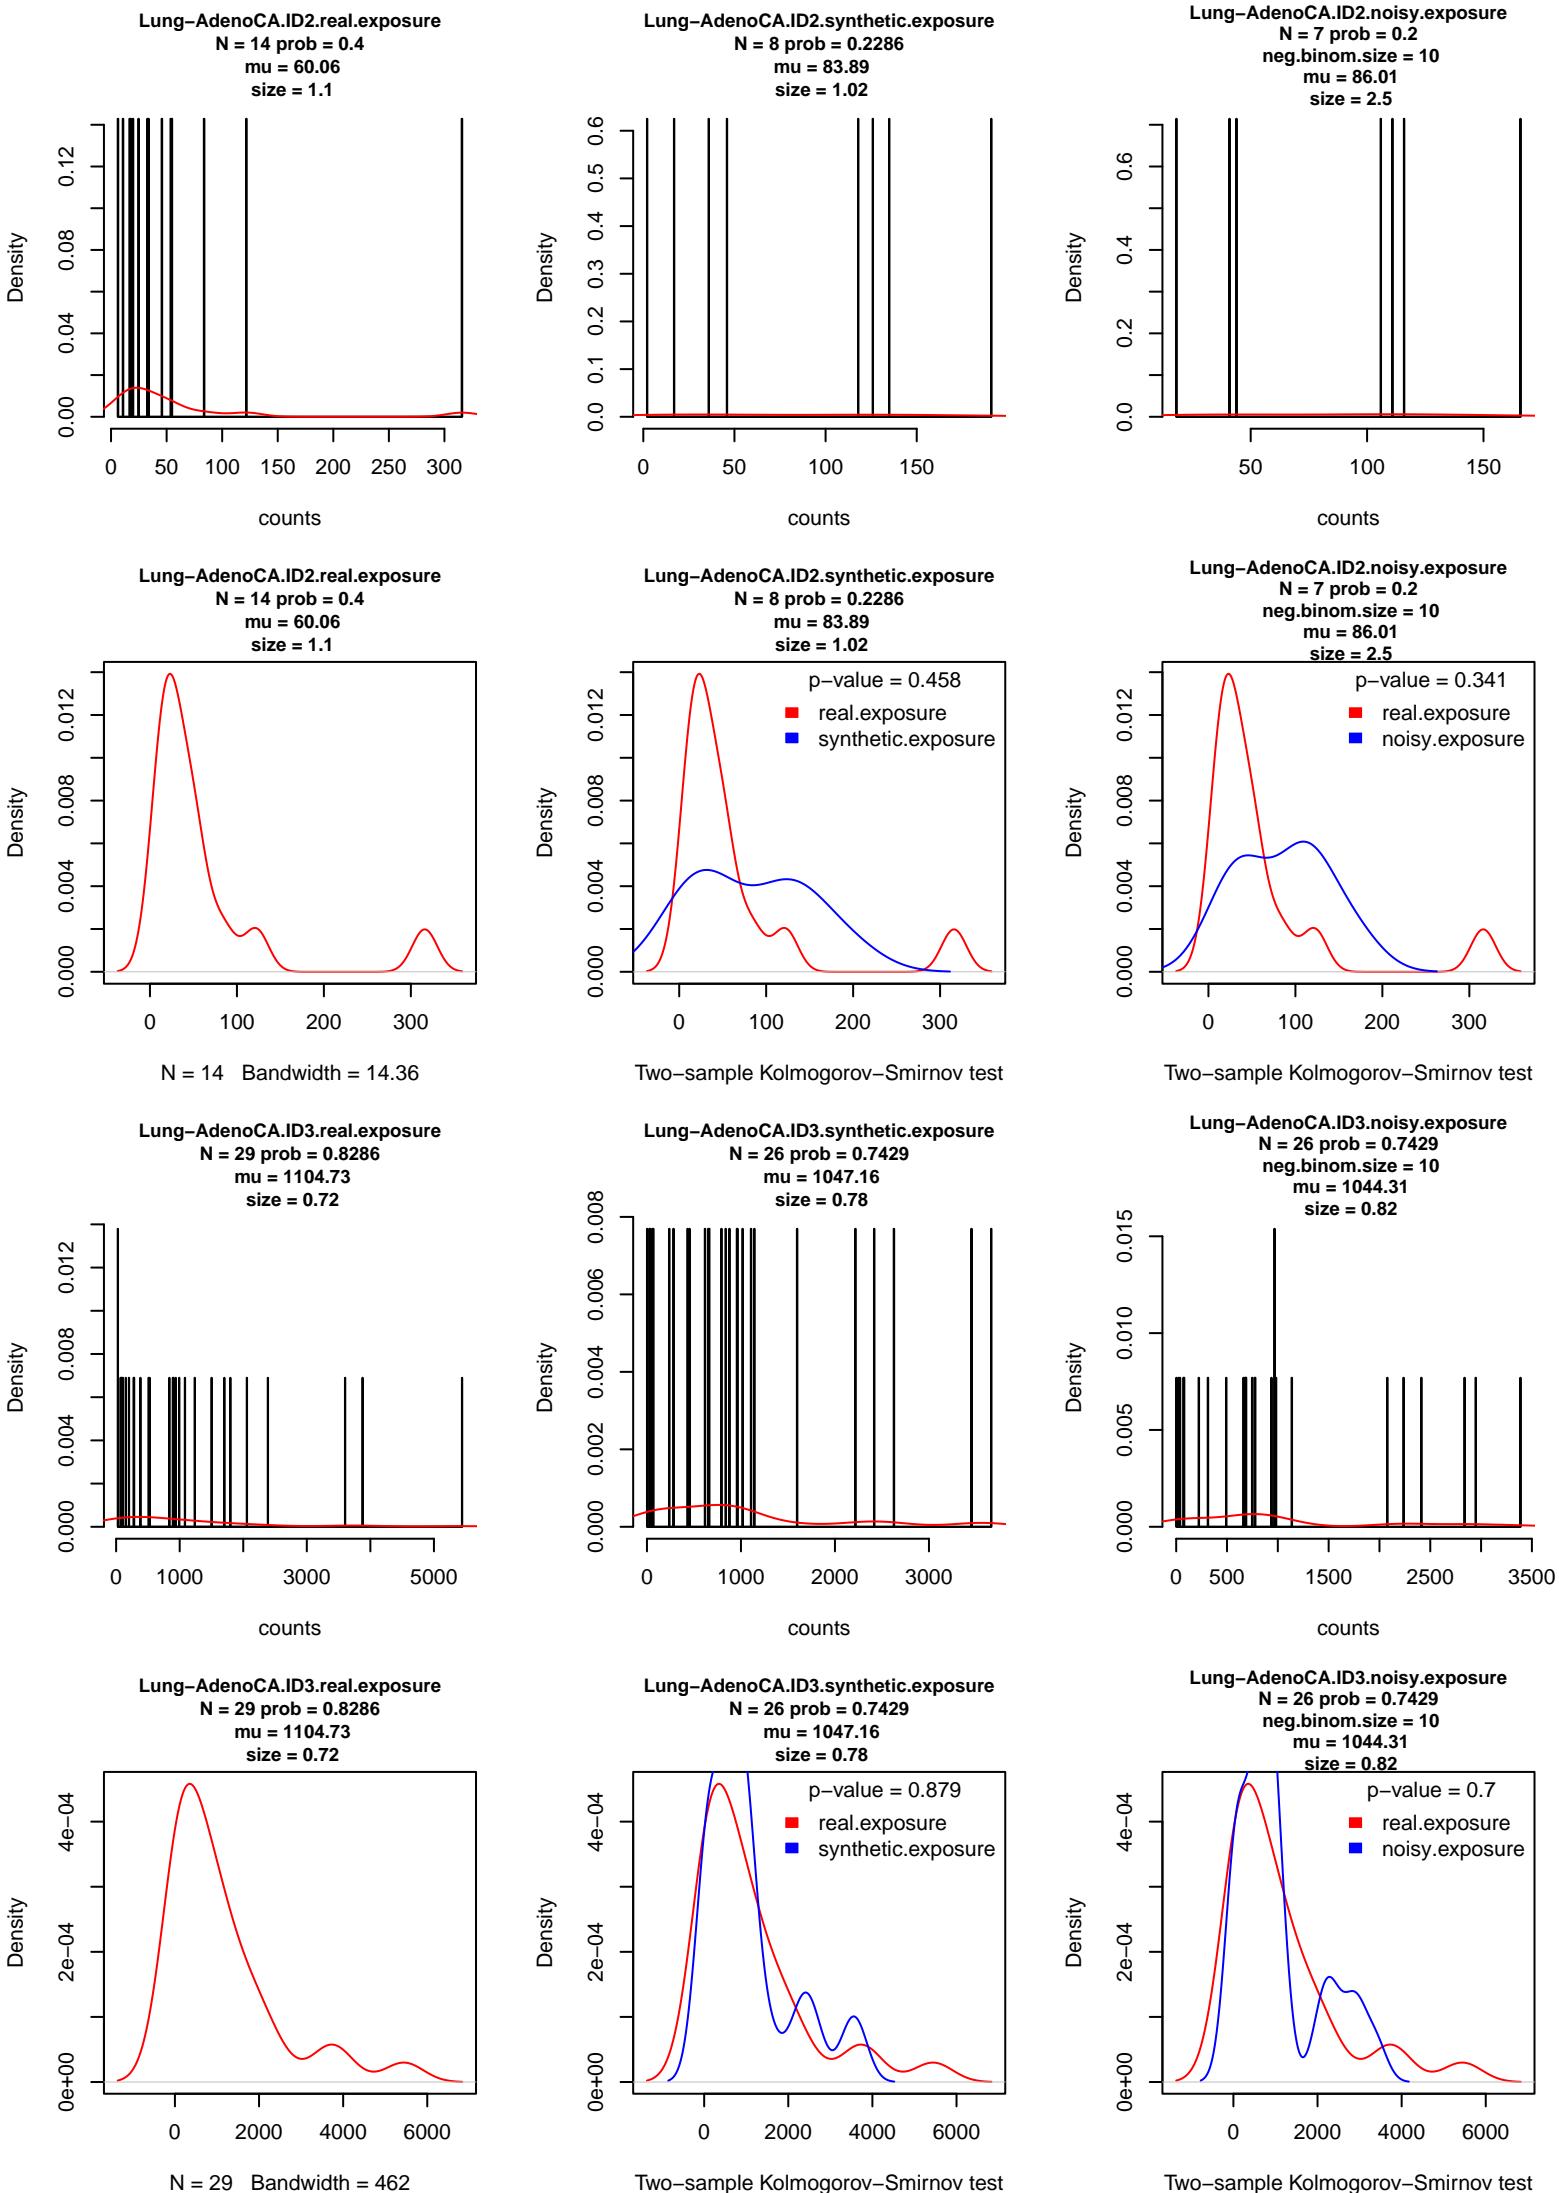 Lung−AdenoCA.ID2.real.exposure
N = 14 prob = 0.4
mu = 60.06
size = 1.1
Density
0.00 0.04 0.08 0.12
0 50 100 150 200 250 300
counts
Lung−AdenoCA.ID2.synthetic.exposure
N = 8 prob = 0.2286
mu = 83.89
size = 1.02
Density
0.0 0.1 0.2 0.3 0.4 0.5 0.6
0 50 100 150
counts
Lung−AdenoCA.ID2.noisy.exposure
N = 7 prob = 0.2
neg.binom.size = 10
mu = 86.01
size = 2.5
Density
0.0 0.2 0.4 0.6
50 100 150
counts
Lung−AdenoCA.ID2.real.exposure
N = 14 prob = 0.4
mu = 60.06
size = 1.1
Density
0.000 0.004 0.008 0.012
0 100 200 300
N = 14 Bandwidth = 14.36
Lung−AdenoCA.ID2.synthetic.exposure
N = 8 prob = 0.2286
mu = 83.89
size = 1.02
p−value = 0.458
real.exposure
synthetic.exposure
Density
0.000 0.004 0.008 0.012
0 100 200 300
Two−sample Kolmogorov−Smirnov test
Lung−AdenoCA.ID2.noisy.exposure
N = 7 prob = 0.2
neg.binom.size = 10
mu = 86.01
size = 2.5
p−value = 0.341
real.exposure
noisy.exposure
Density
0.000 0.004 0.008 0.012
0 100 200 300
Two−sample Kolmogorov−Smirnov test
Lung−AdenoCA.ID3.real.exposure
N = 29 prob = 0.8286
mu = 1104.73
size = 0.72
Density
0.000 0.004 0.008 0.012
0 1000 3000 5000
counts
Lung−AdenoCA.ID3.synthetic.exposure
N = 26 prob = 0.7429
mu = 1047.16
size = 0.78
Density
0.000 0.002 0.004 0.006 0.008
0 1000 2000 3000
counts
Lung−AdenoCA.ID3.noisy.exposure
N = 26 prob = 0.7429
neg.binom.size = 10
mu = 1044.31
size = 0.82
Density
0.000 0.005 0.010 0.015
0 500 1500 2500 3500
counts
Lung−AdenoCA.ID3.real.exposure
N = 29 prob = 0.8286
mu = 1104.73
size = 0.72
Density
0e+00 2e−04 4e−04
0 2000 4000 6000
N = 29 Bandwidth = 462
Lung−AdenoCA.ID3.synthetic.exposure
N = 26 prob = 0.7429
mu = 1047.16
size = 0.78
p−value = 0.879
real.exposure
synthetic.exposure
Density
0e+00 2e−04 4e−04
0 2000 4000 6000
Two−sample Kolmogorov−Smirnov test
Lung−AdenoCA.ID3.noisy.exposure
N = 26 prob = 0.7429
neg.binom.size = 10
mu = 1044.31
size = 0.82
p−value = 0.7
real.exposure
noisy.exposure
Density
0e+00 2e−04 4e−04
0 2000 4000 6000
Two−sample Kolmogorov−Smirnov test